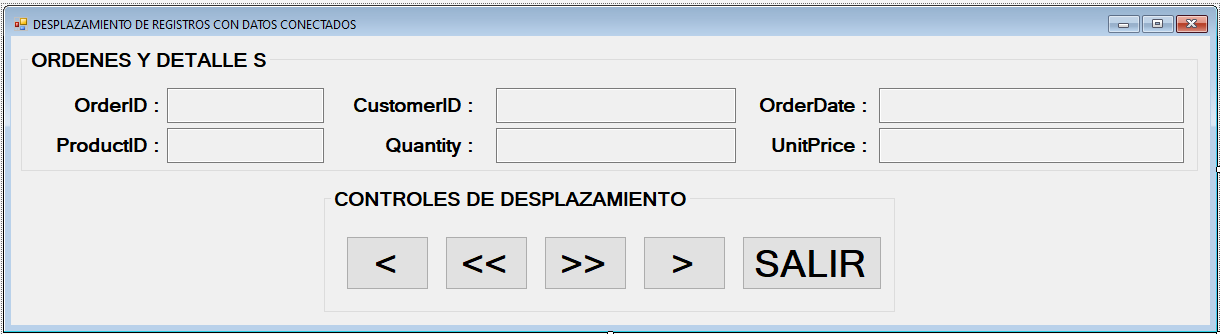 DESPLAZAMIENTO DE REGISTROS CON DATOS CONECTADOS
ORDENES Y DETALLE S
OrderID : CustomerID : OrderDate :
ProductID : Quantity : UnitPrice :
CONTROLES DE DESPLAZAMIENTO
< << >> > SALIR